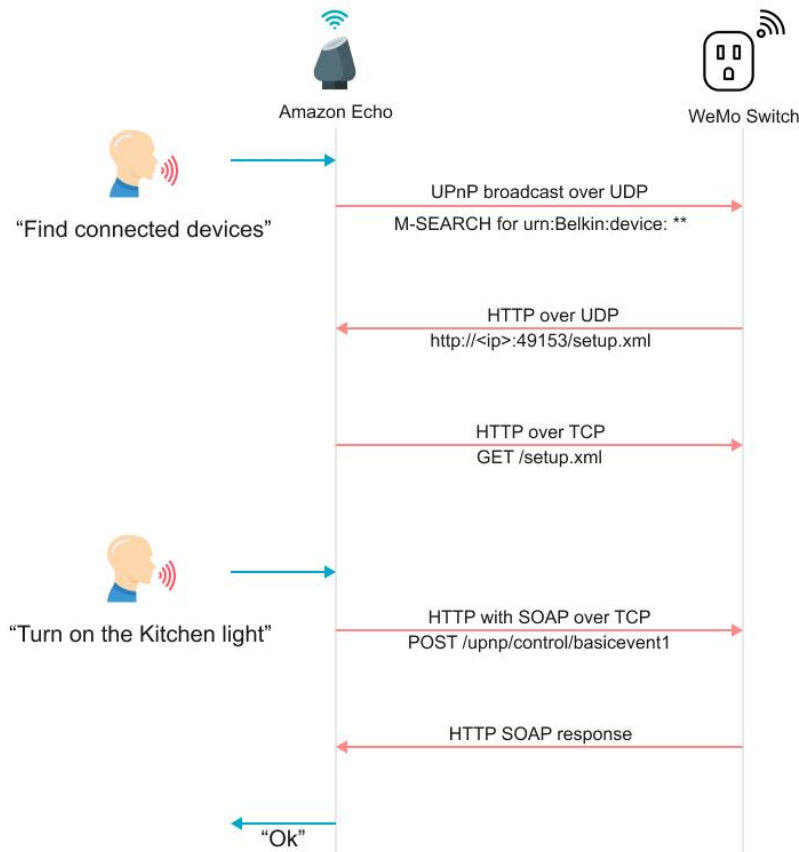 Amazon Echo
WeMo Switch
“Find connected devices”
UPnP broadcast over UDP
M-SEARCH for urn:Belkin:device: **
HTTP over UDP
http://<ip>:49153/setup.xml
HTTP over TCP
GET /setup.xml
“Turn on the Kitchen light”
HTTP with SOAP over TCP
POST /upnp/control/basicevent1
HTTP SOAP response
“Ok”